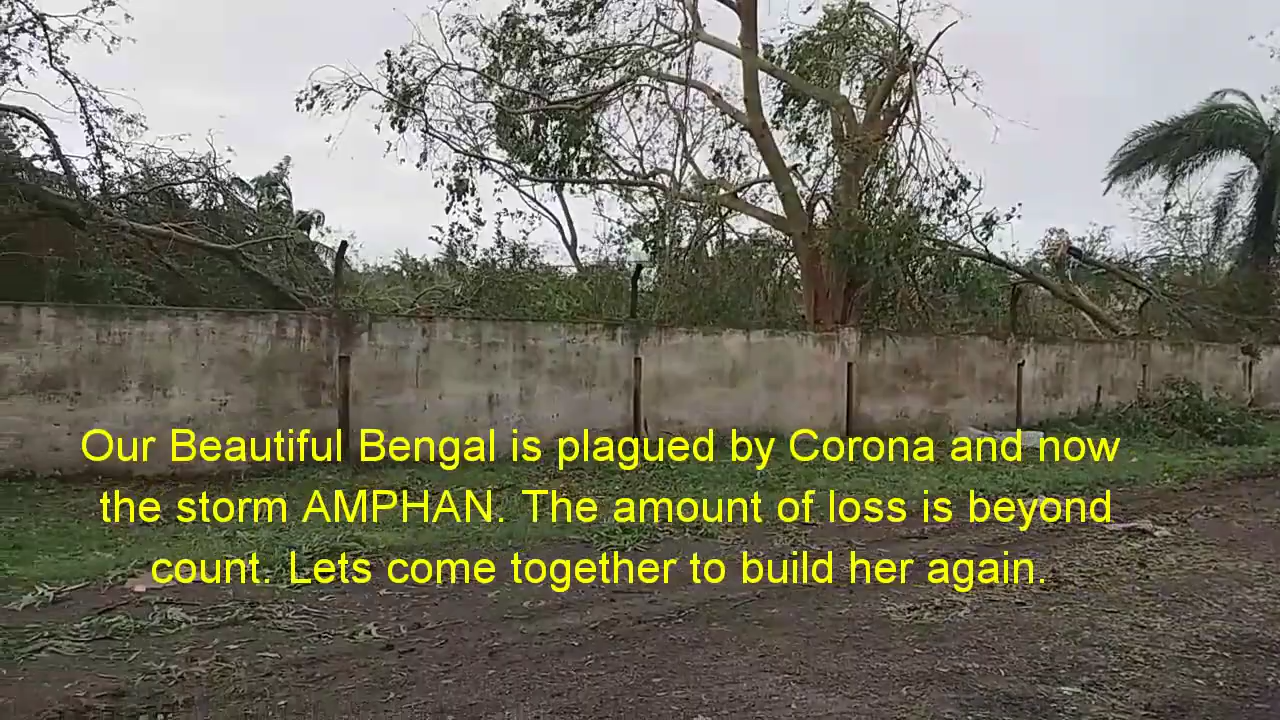 Our Beautiful Bengal is plagued by Corona and now
the storm AMPHAN. The amount of loss is beyond
count. Lets come together to build her again.